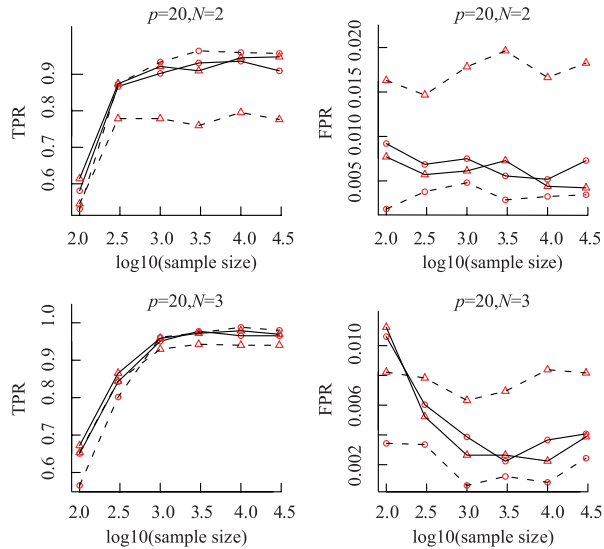 p=20,N=2
TPR
0.6 0.7 0.8 0.9
2.0 2.5 3.0 3.5 4.0 4.5
log10(sample size)
p=20,N=2
FPR
0.005 0.010 0.015 0.020
2.0 2.5 3.0 3.5 4.0 4.5
log10(sample size)
p=20,N=3
TPR
0.6 0.7 0.8 0.9 1.0
2.0 2.5 3.0 3.5 4.0 4.5
log10(sample size)
p=20,N=3
FPR
0.002 0.006 0.010
2.0 2.5 3.0 3.5 4.0 4.5
log10(sample size)